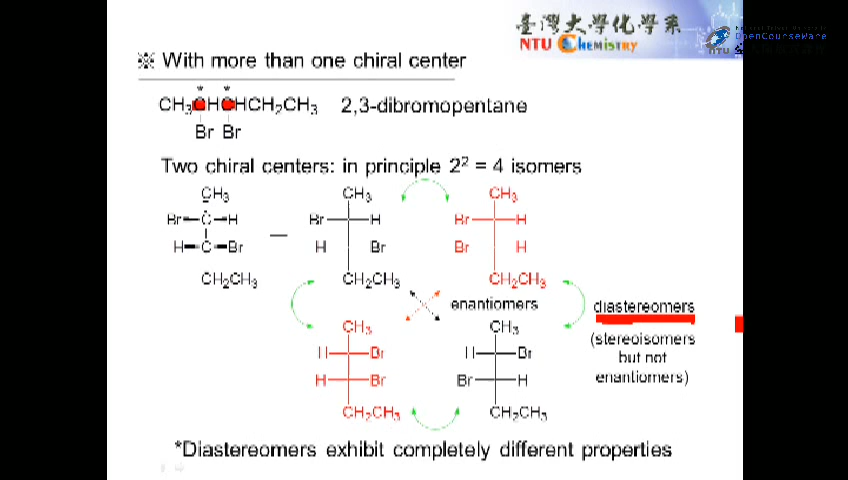 臺灣大學化學系
NTU CHEMISTRY
OpenCourseWare
NTU
※ With more than one chiral center
* *
CH3CHCHCH2CH3 2,3-dibromopentane
Br Br
Two chiral centers: in principle 2² = 4 isomers
CH3 CH3 CH3
Br C H Br H Br H
H C Br H Br Br H
CH2CH3 CH2CH3 CH2CH3
enantiomers
diastereomers
(stereoisomers
but not
enantiomers)
CH3 CH3
H Br H Br
H Br Br H
CH2CH3 CH2CH3
*Diastereomers exhibit completely different properties